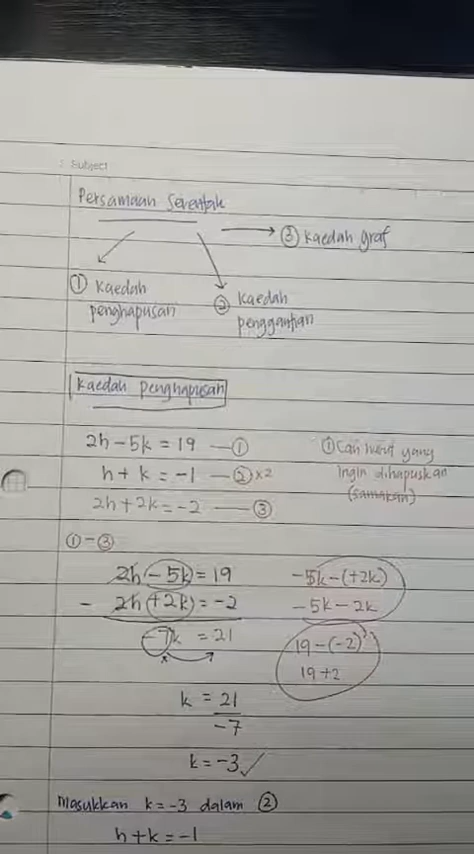 Subject
Persamaan Serentak
③ Kaedah graf
① Kaedah penghapusan
② Kaedah penggantian
Kaedah penghapusan
2h - 5k = 19 — ①
h + k = -1 — ② ×2
2h + 2k = -2 — ③
① Cari huruf yang
ingin dihapuskan
(samakan)
① - ③
2h - 5k = 19
- 2h + 2k = -2
-7k = 21
-5k - (+2k)
-5k - 2k
19 - (-2)
19 + 2
k = 21
-7
k = -3 ✓
Masukkan k = -3 dalam ②
h + k = -1